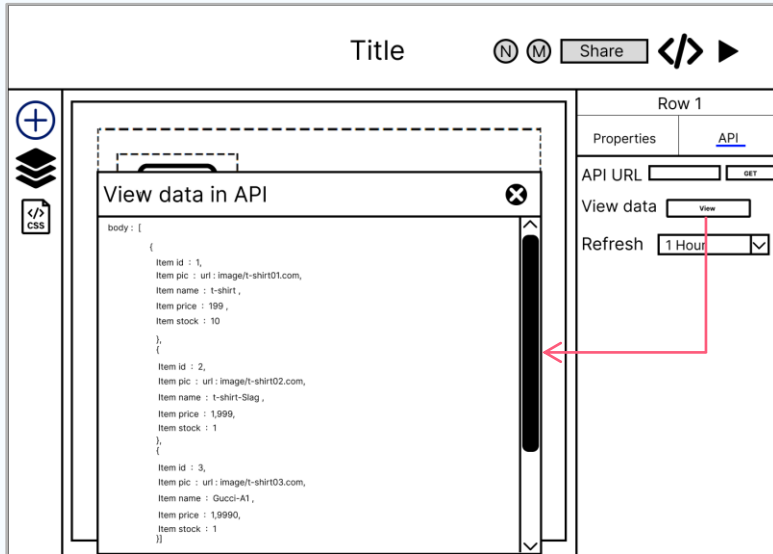 Title
N
M
Share
</>
Row 1
Properties
API
API URL
GET
View data
View
Refresh
1 Hour
</>
CSS
View data in API
body : [
{
Item id : 1,
Item pic : url : image/t-shirt01.com,
Item name : t-shirt ,
Item price : 199 ,
Item stock : 10
},
{
Item id : 2,
Item pic : url : image/t-shirt02.com,
Item name : t-shirt-Slag ,
Item price : 1,999,
Item stock : 1
},
{
Item id : 3,
Item pic : url : image/t-shirt03.com,
Item name : Gucci-A1 ,
Item price : 1,9990,
Item stock : 1
}]